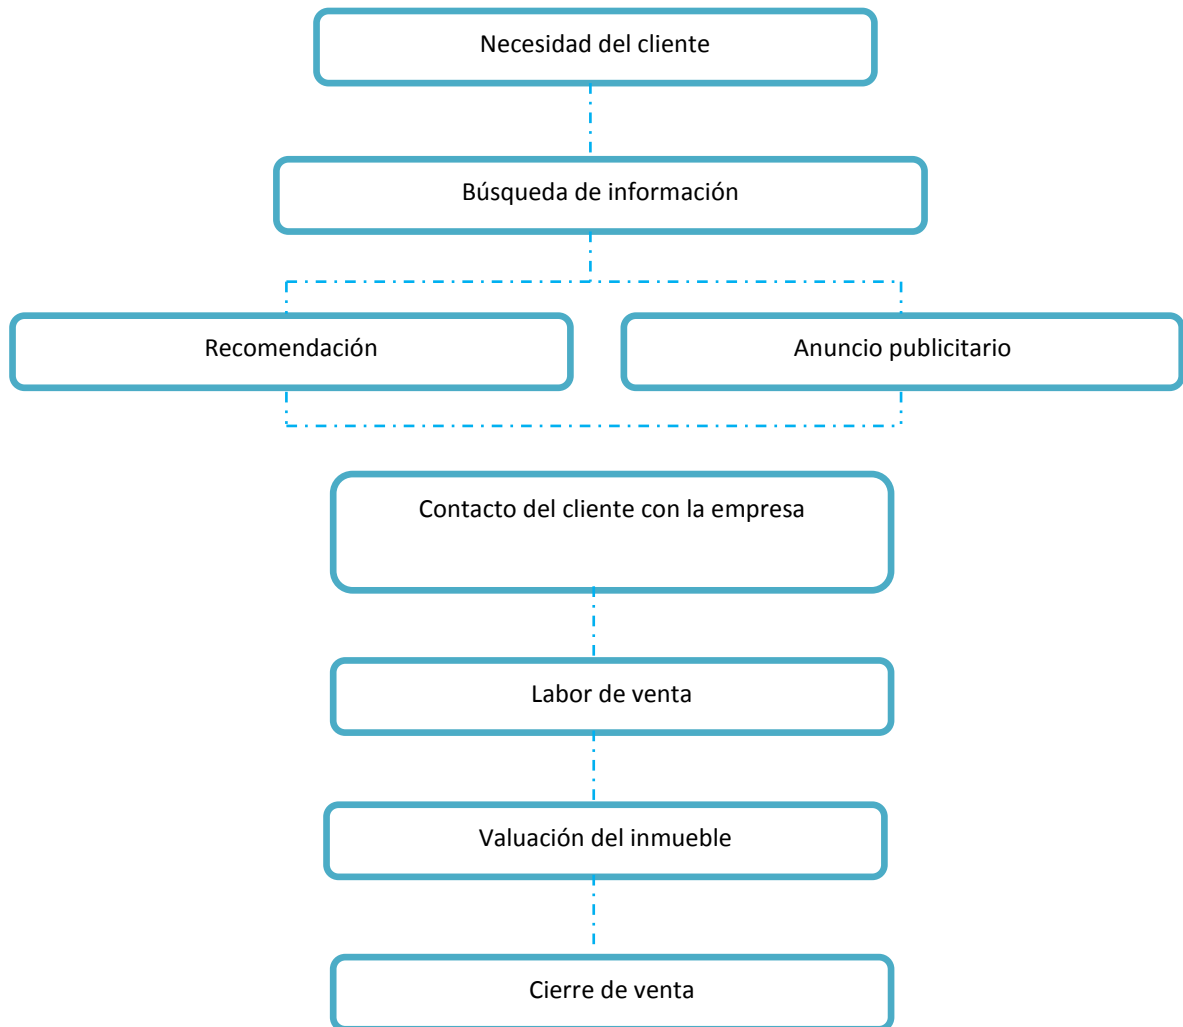 Necesidad del cliente
Búsqueda de información
Recomendación
Anuncio publicitario
Contacto del cliente con la empresa
Labor de venta
Valuación del inmueble
Cierre de venta